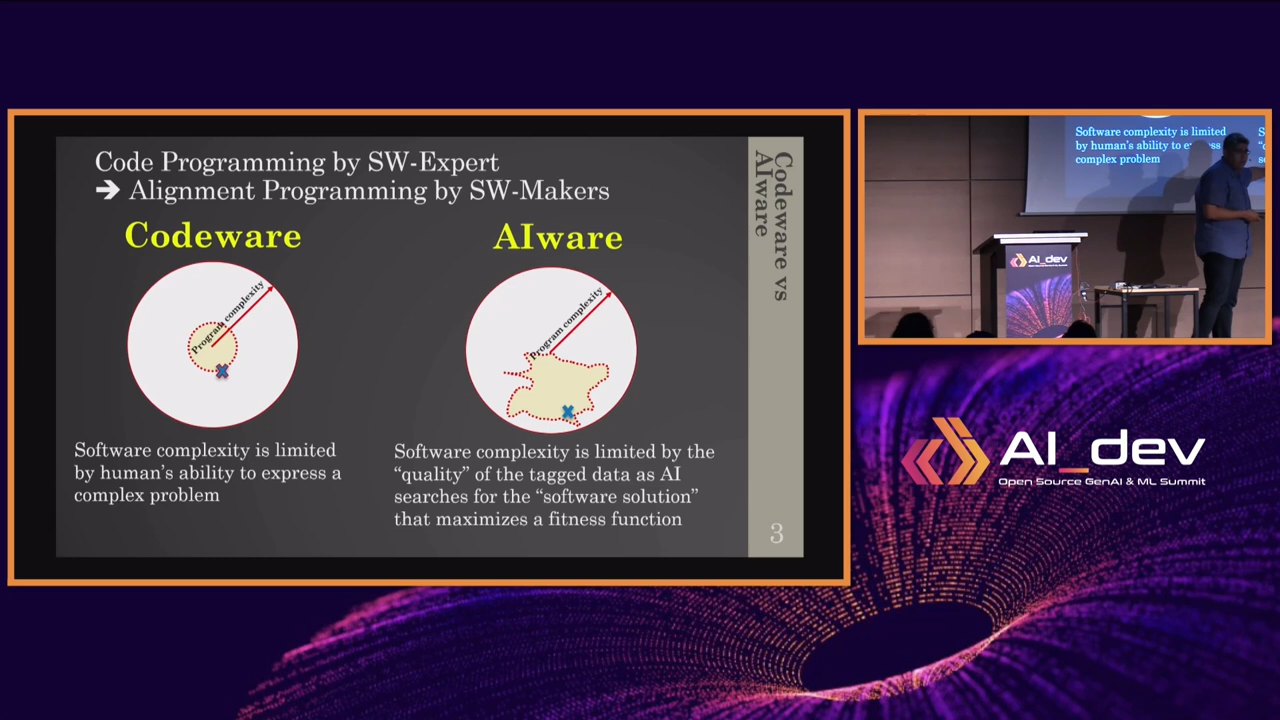 Code Programming by SW-Expert
➔ Alignment Programming by SW-Makers
Codeware
AIware
Program complexity
Program complexity
Software complexity is limited
by human's ability to express a
complex problem
Software complexity is limited by the
“quality” of the tagged data as AI
searches for the “software solution”
that maximizes a fitness function
Codeware vs
AIware
3
Software complexity is limited
by human's ability to express
complex problem
AI_dev
AI_dev
Open Source GenAI & ML Summit